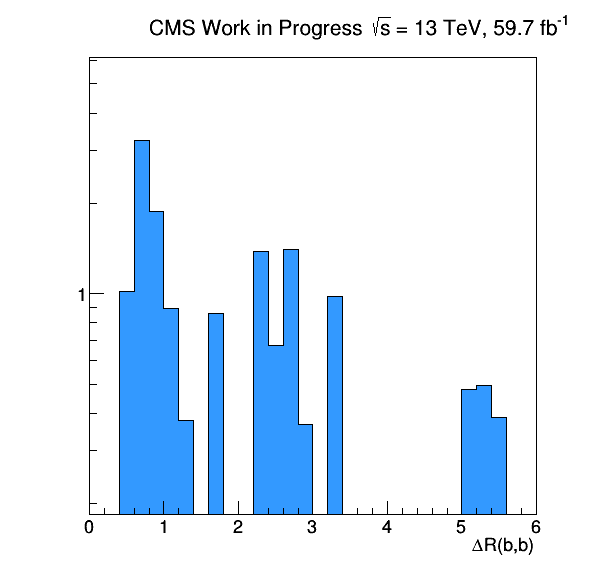 CMS Work in Progress √s = 13 TeV, 59.7 fb⁻¹
1
0 1 2 3 4 5 6
ΔR(b,b)